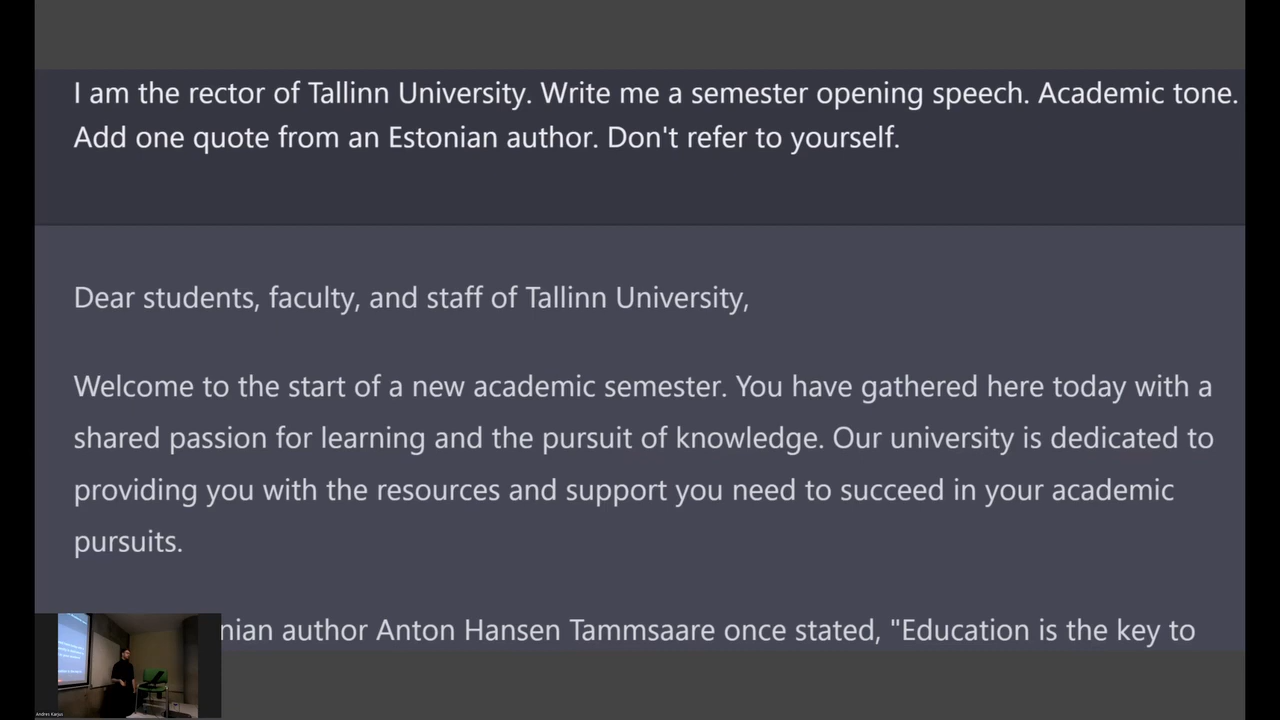 I am the rector of Tallinn University. Write me a semester opening speech. Academic tone.
Add one quote from an Estonian author. Don't refer to yourself.
Dear students, faculty, and staff of Tallinn University,
Welcome to the start of a new academic semester. You have gathered here today with a
shared passion for learning and the pursuit of knowledge. Our university is dedicated to
providing you with the resources and support you need to succeed in your academic
pursuits.
nian author Anton Hansen Tammsaare once stated, "Education is the key to
Andres Karjus